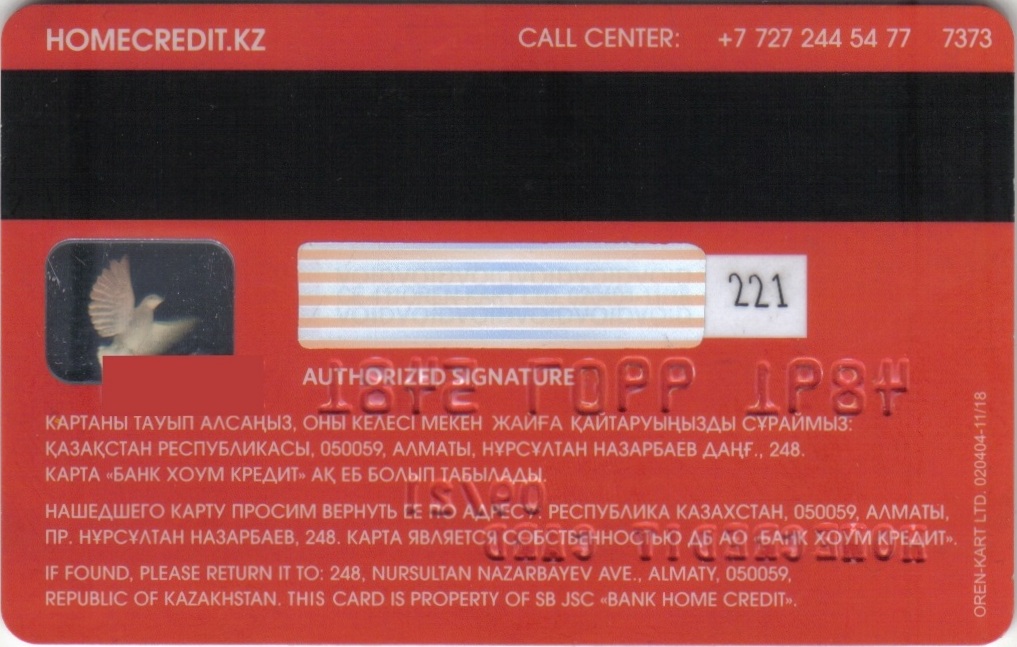 HOMECREDIT.KZ
CALL CENTER: +7 727 244 54 77 7373
221
AUTHORIZED SIGNATURE
КАРТАНЫ ТАУЫП АЛСАҢЫЗ, ОНЫ КЕЛЕСІ МЕКЕН ЖАЙҒА ҚАЙТАРУЫҢЫЗДЫ СҰРАЙМЫЗ:
ҚАЗАҚСТАН РЕСПУБЛИКАСЫ, 050059, АЛМАТЫ, НҰРСҰЛТАН НАЗАРБАЕВ ДАҢҒ., 248.
КАРТА «БАНК ХОУМ КРЕДИТ» АҚ ЕБ БОЛЫП ТАБЫЛАДЫ.
НАШЕДШЕГО КАРТУ ПРОСИМ ВЕРНУТЬ ЕЕ ПО АДРЕСУ: РЕСПУБЛИКА КАЗАХСТАН, 050059, АЛМАТЫ,
ПР. НҰРСҰЛТАН НАЗАРБАЕВ, 248. КАРТА ЯВЛЯЕТСЯ СОБСТВЕННОСТЬЮ ДБ АО «БАНК ХОУМ КРЕДИТ».
IF FOUND, PLEASE RETURN IT TO: 248, NURSULTAN NAZARBAYEV AVE., ALMATY, 050059,
REPUBLIC OF KAZAKHSTAN. THIS CARD IS PROPERTY OF SB JSC «BANK HOME CREDIT».
OREN-KART LTD. 020404-11/18